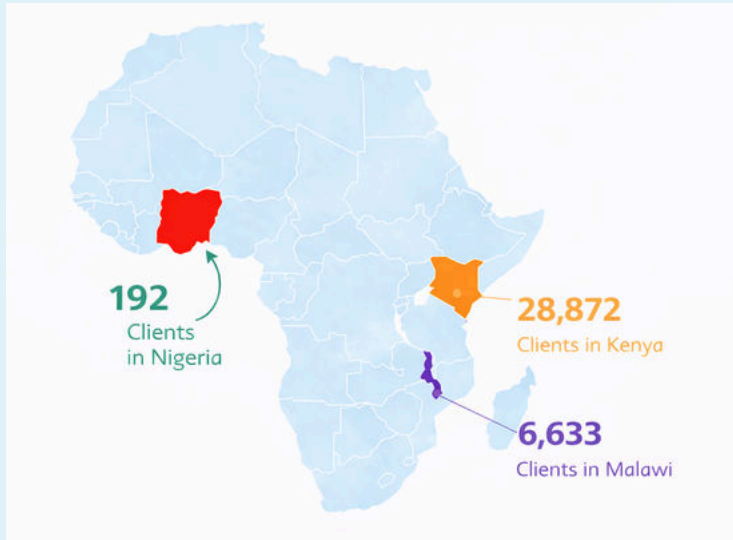 192
Clients
in Nigeria
28,872
Clients in Kenya
6,633
Clients in Malawi